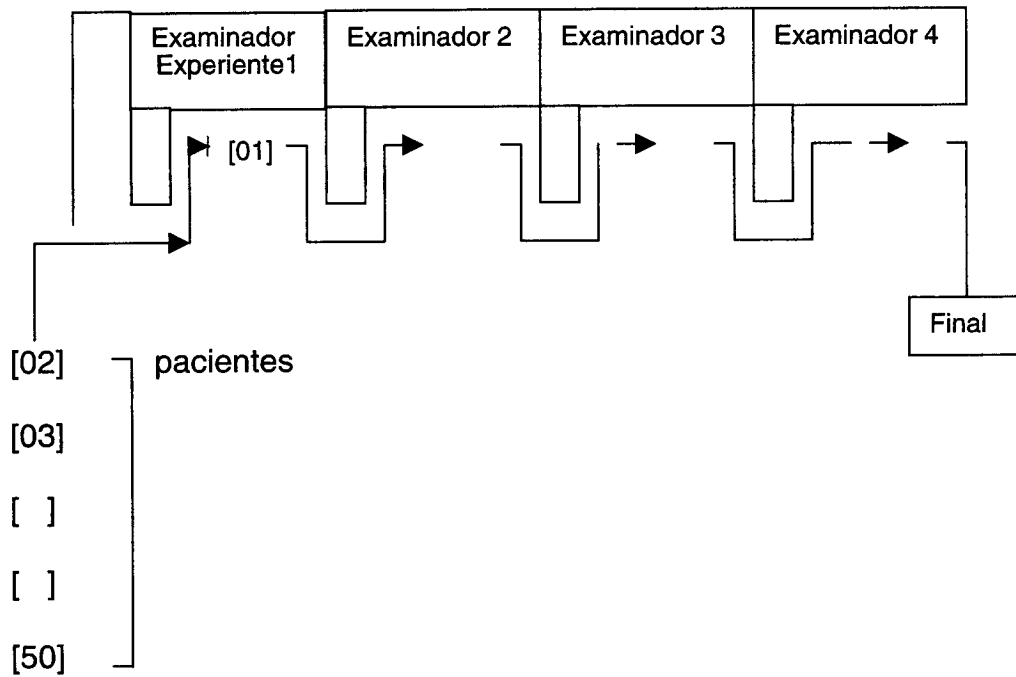 Examinador
Experiente1
Examinador 2
Examinador 3
Examinador 4
[01]
Final
[02]
pacientes
[03]
[ ]
[ ]
[50]